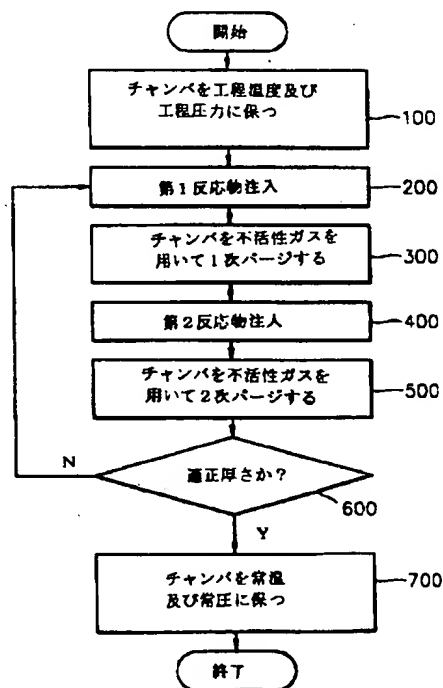 開始
チャンバを工程温度及び
工程圧力に保つ
100
第1反応物注入
200
チャンバを不活性ガスを
用いて1次パージする
300
第2反応物注人
400
チャンバを不活性ガスを
用いて2次パージする
500
適正厚さか?
600
N
Y
チャンバを常温
及び常圧に保つ
700
終了